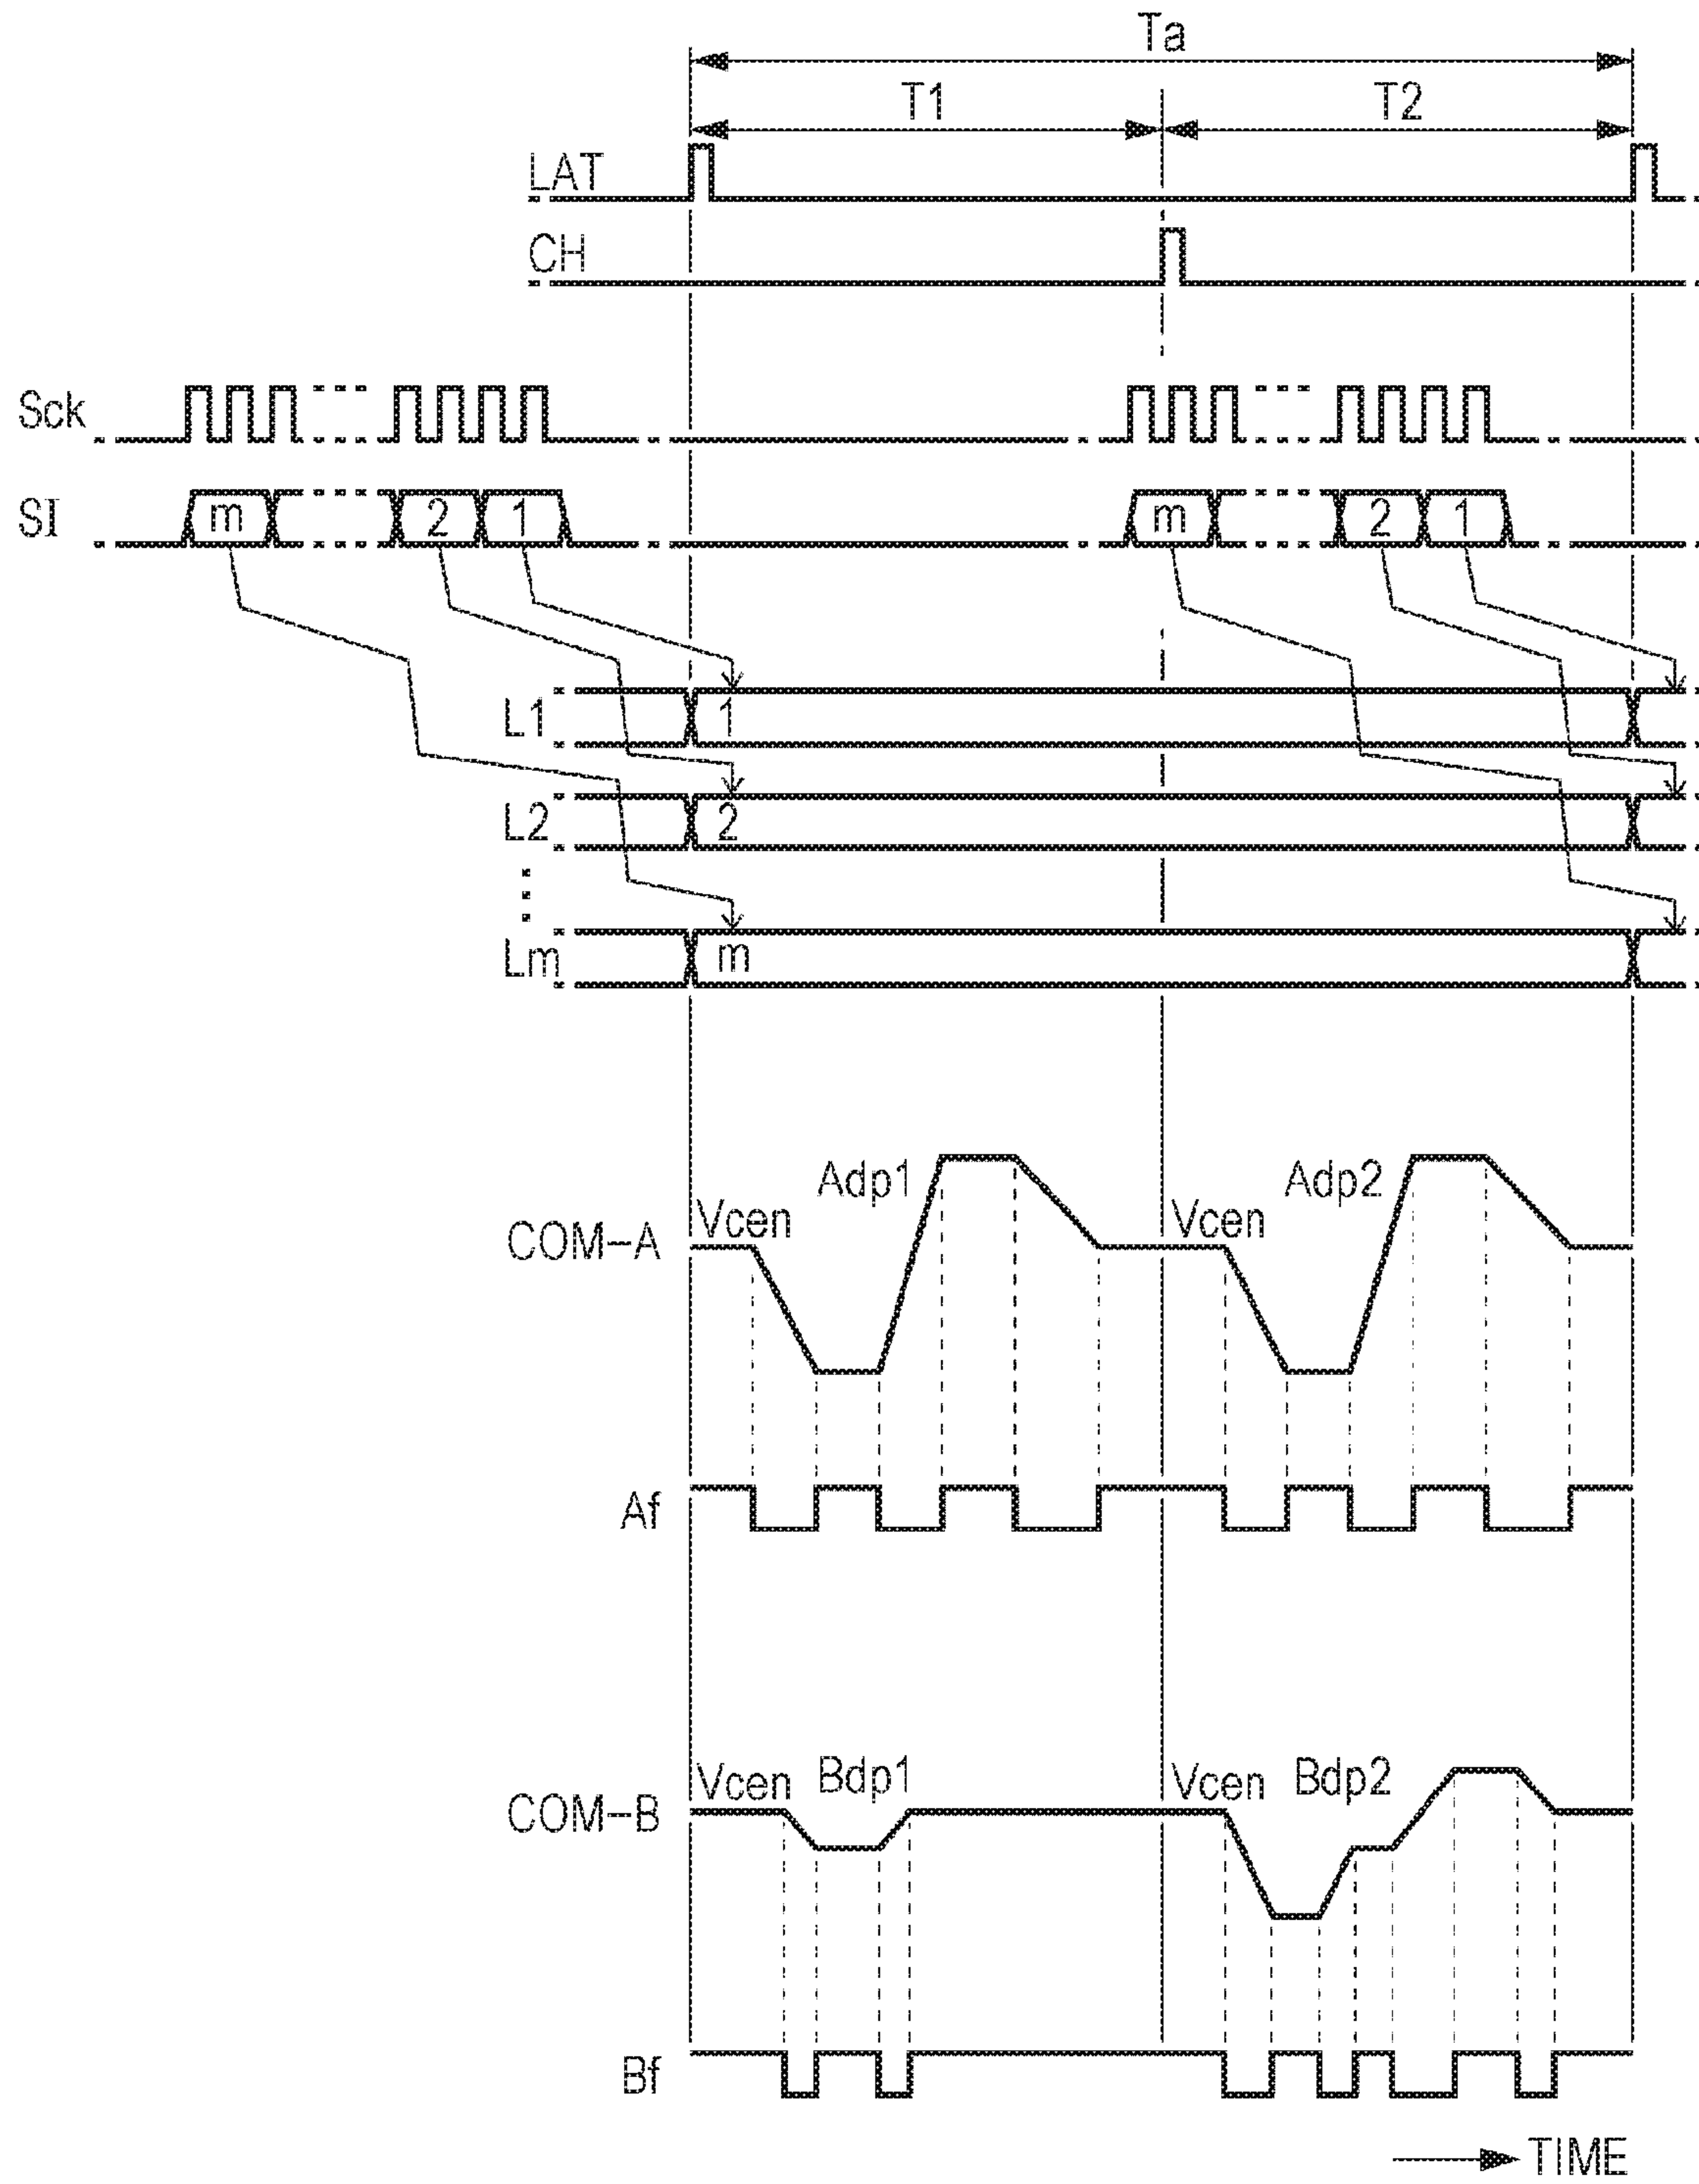 Ta
T1 T2
LAT
CH
Sck
SI m 2 1 m 2 1
L1 1
L2 2
Lm m
Adp1 Adp2
COM-A Vcen Vcen
Af
Vcen Bdp1 Vcen Bdp2
COM-B
Bf
TIME